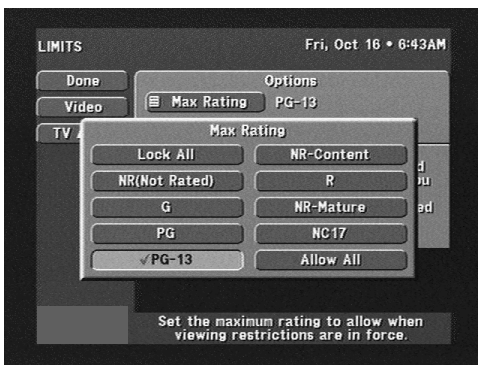 LIMITS
Fri, Oct 16 • 6:43AM
Done
Options
Video
Max Rating
PG-13
TV
Max Rating
Lock All
NR-Content
NR(Not Rated)
R
G
NR-Mature
PG
NC17
✓PG-13
Allow All
Set the maximum rating to allow when
viewing restrictions are in force.